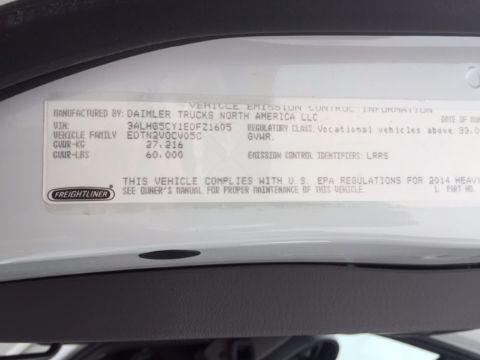 VEHICLE EMISSION CONTROL INFORMATION
MANUFACTURED BY: DAIMLER TRUCKS NORTH AMERICA LLC DATE OF
VIN: 3ALHG5CY1EDFZ1605 REGULATORY CLASS: Vocational vehicles above 33,0
VEHICLE FAMILY EDTN2VOCV05C GVWR.
GVWR-KG 27.216
GVWR-LBS 60.000 EMISSION CONTROL IDENTIFIERS: LRRS
THIS VEHICLE COMPLIES WITH U.S. EPA REGULATIONS FOR 2014 HEAVY
SEE OWNER'S MANUAL FOR PROPER MAINTENANCE OF THIS VEHICLE. L PART NO.
FREIGHTLINER